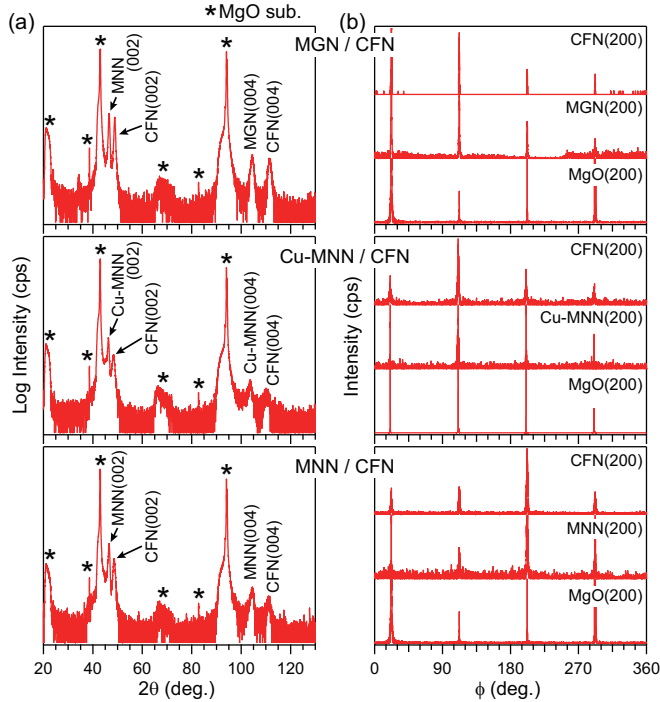 (a)
*MgO sub.
(b)
MGN / CFN
*
*
*
*
*
*
MNN
(002)
CFN(002)
MGN(004)
CFN(004)
CFN(200)
MGN(200)
MgO(200)
Cu-MNN / CFN
*
*
*
*
*
*
Cu-MNN
(002)
CFN(002)
Cu-MNN(004)
CFN(004)
CFN(200)
Cu-MNN(200)
MgO(200)
Log Intensity (cps)
Intensity (cps)
MNN / CFN
*
*
*
*
*
*
MNN(002)
CFN(002)
MNN(004)
CFN(004)
CFN(200)
MNN(200)
MgO(200)
20 40 60 80 100 120
2θ (deg.)
0 90 180 270 360
ϕ (deg.)